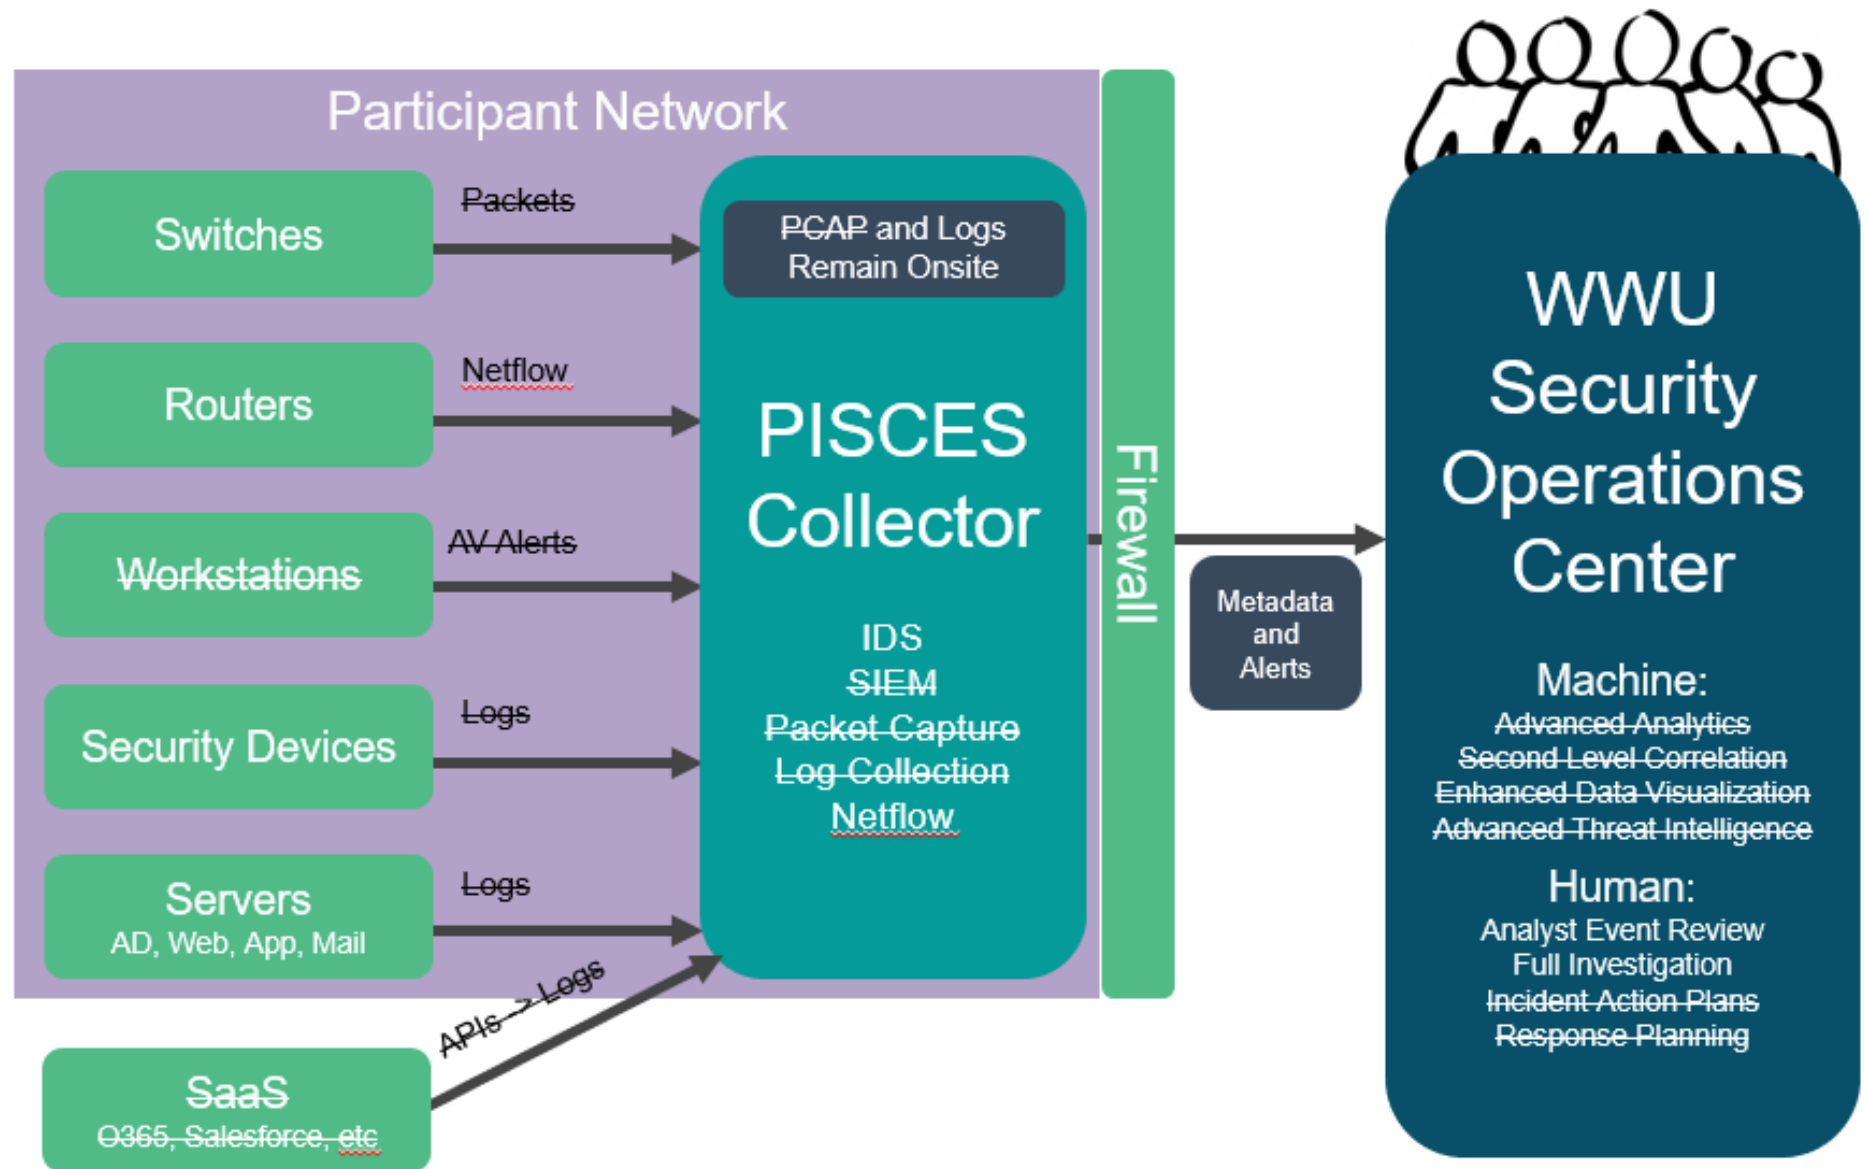 Participant Network
Switches
Packets
PCAP and Logs
Remain Onsite
Routers
Netflow
PISCES
Collector
Workstations
AV Alerts
IDS
SIEM
Packet Capture
Log Collection
Netflow
Security Devices
Logs
Servers
AD, Web, App, Mail
Logs
SaaS
O365, Salesforce, etc
APIs -> Logs
Firewall
Metadata
and
Alerts
WWU
Security
Operations
Center
Machine:
Advanced Analytics
Second Level Correlation
Enhanced Data Visualization
Advanced Threat Intelligence
Human:
Analyst Event Review
Full Investigation
Incident Action Plans
Response Planning